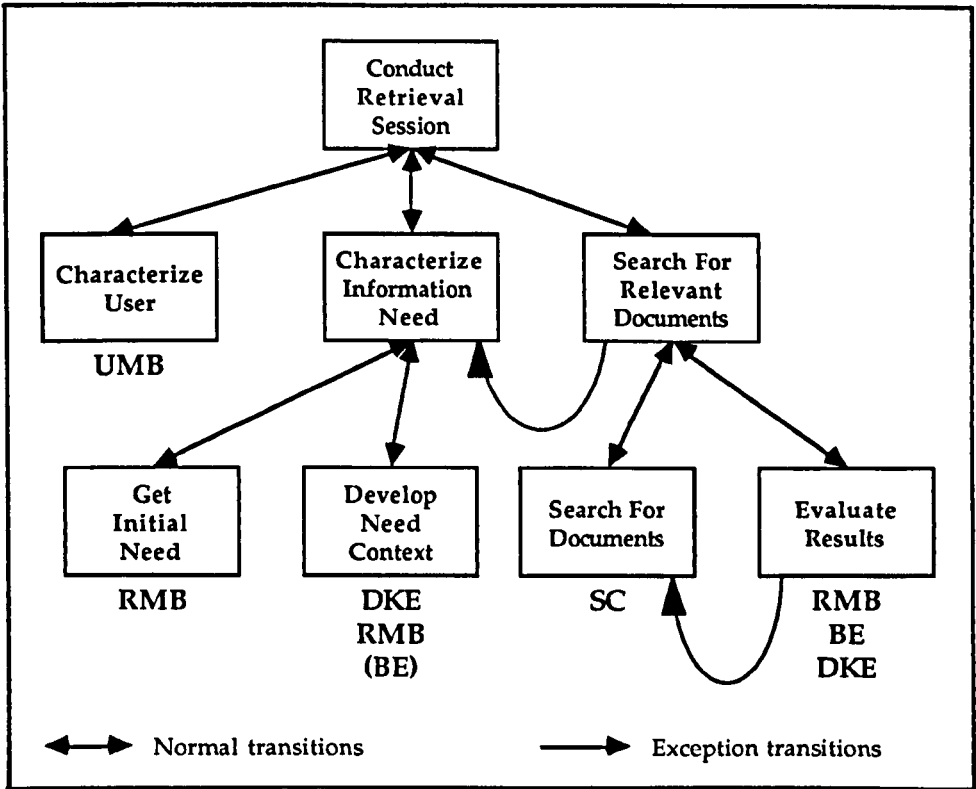 Conduct
Retrieval
Session
Characterize
User
UMB
Characterize
Information
Need
Search For
Relevant
Documents
Get
Initial
Need
RMB
Develop
Need
Context
DKE
RMB
(BE)
Search For
Documents
SC
Evaluate
Results
RMB
BE
DKE
Normal transitions
Exception transitions